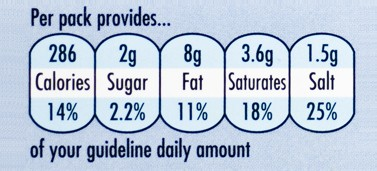 Per pack provides...
286 2g 8g 3.6g 1.5g
Calories Sugar Fat Saturates Salt
14% 2.2% 11% 18% 25%
of your guideline daily amount